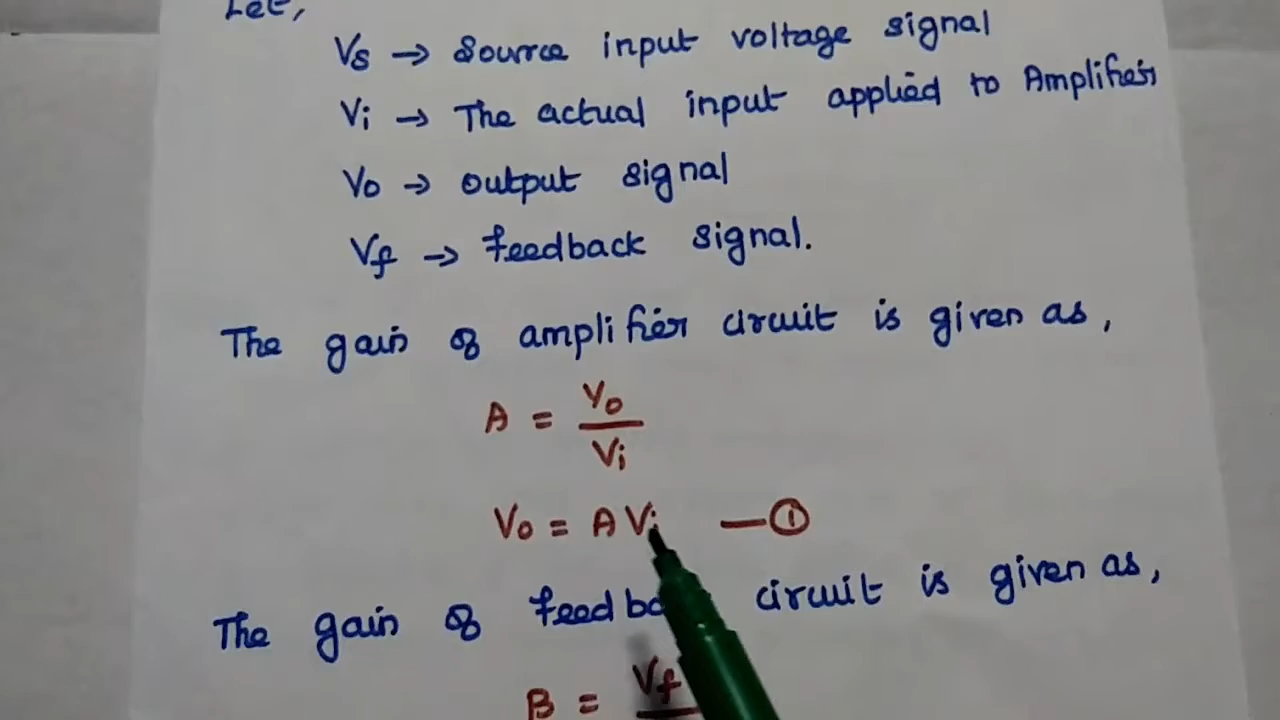 Let,
Vs → Source input voltage signal
Vi → The actual input applied to Amplifier
Vo → output signal
Vf → feedback signal.
The gain of amplifier circuit is given as,
A = Vo / Vi
Vo = A Vi — ①
The gain of circuit is given as,
B = Vf